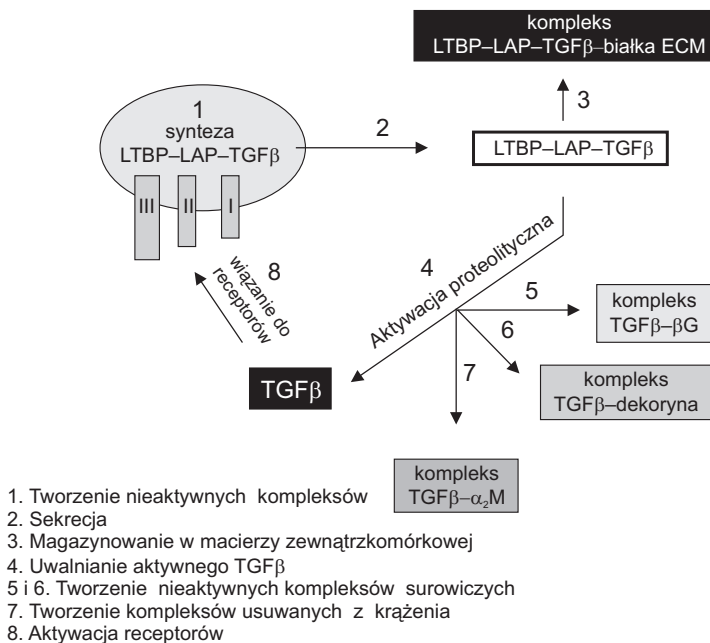 kompleks
LTBP–LAP–TGFβ–białka ECM
3
1
synteza
LTBP–LAP–TGFβ
2
LTBP–LAP–TGFβ
III
II
I
8
wiązanie do
receptorów
4
Aktywacja proteolityczna
5
kompleks
TGFβ–βG
6
kompleks
TGFβ–dekoryna
7
TGFβ
kompleks
TGFβ–α₂M
1. Tworzenie nieaktywnych kompleksów
2. Sekrecja
3. Magazynowanie w macierzy zewnątrzkomórkowej
4. Uwalnianie aktywnego TGFβ
5 i 6. Tworzenie nieaktywnych kompleksów surowiczych
7. Tworzenie kompleksów usuwanych z krążenia
8. Aktywacja receptorów